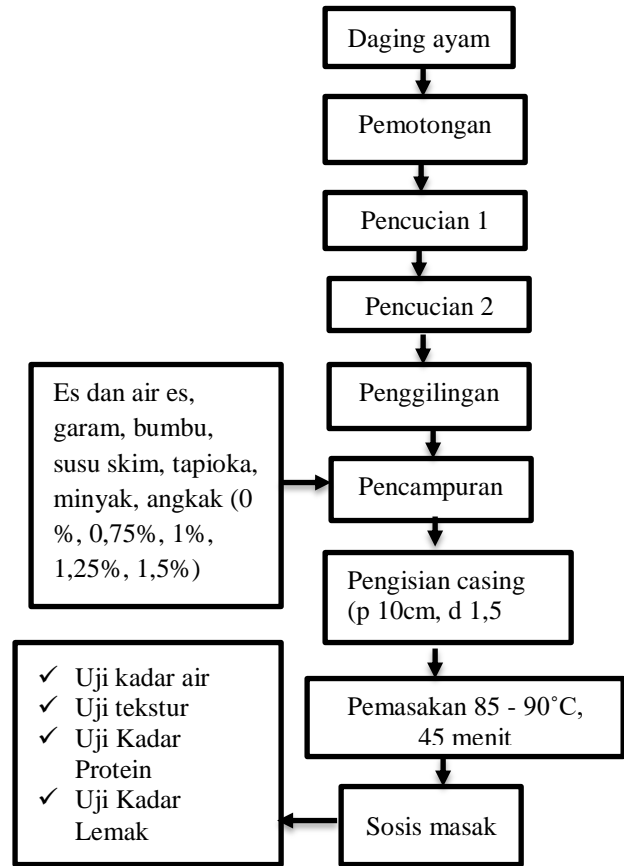 Daging ayam
Pemotongan
Pencucian 1
Pencucian 2
Penggilingan
Es dan air es,
garam, bumbu,
susu skim, tapioka,
minyak, angkak (0
%, 0,75%, 1%,
1,25%, 1,5%)
Pencampuran
Pengisian casing
(p 10cm, d 1,5
Pemasakan 85 - 90˚C,
45 menit
Sosis masak
✓ Uji kadar air
✓ Uji tekstur
✓ Uji Kadar
Protein
✓ Uji Kadar
Lemak